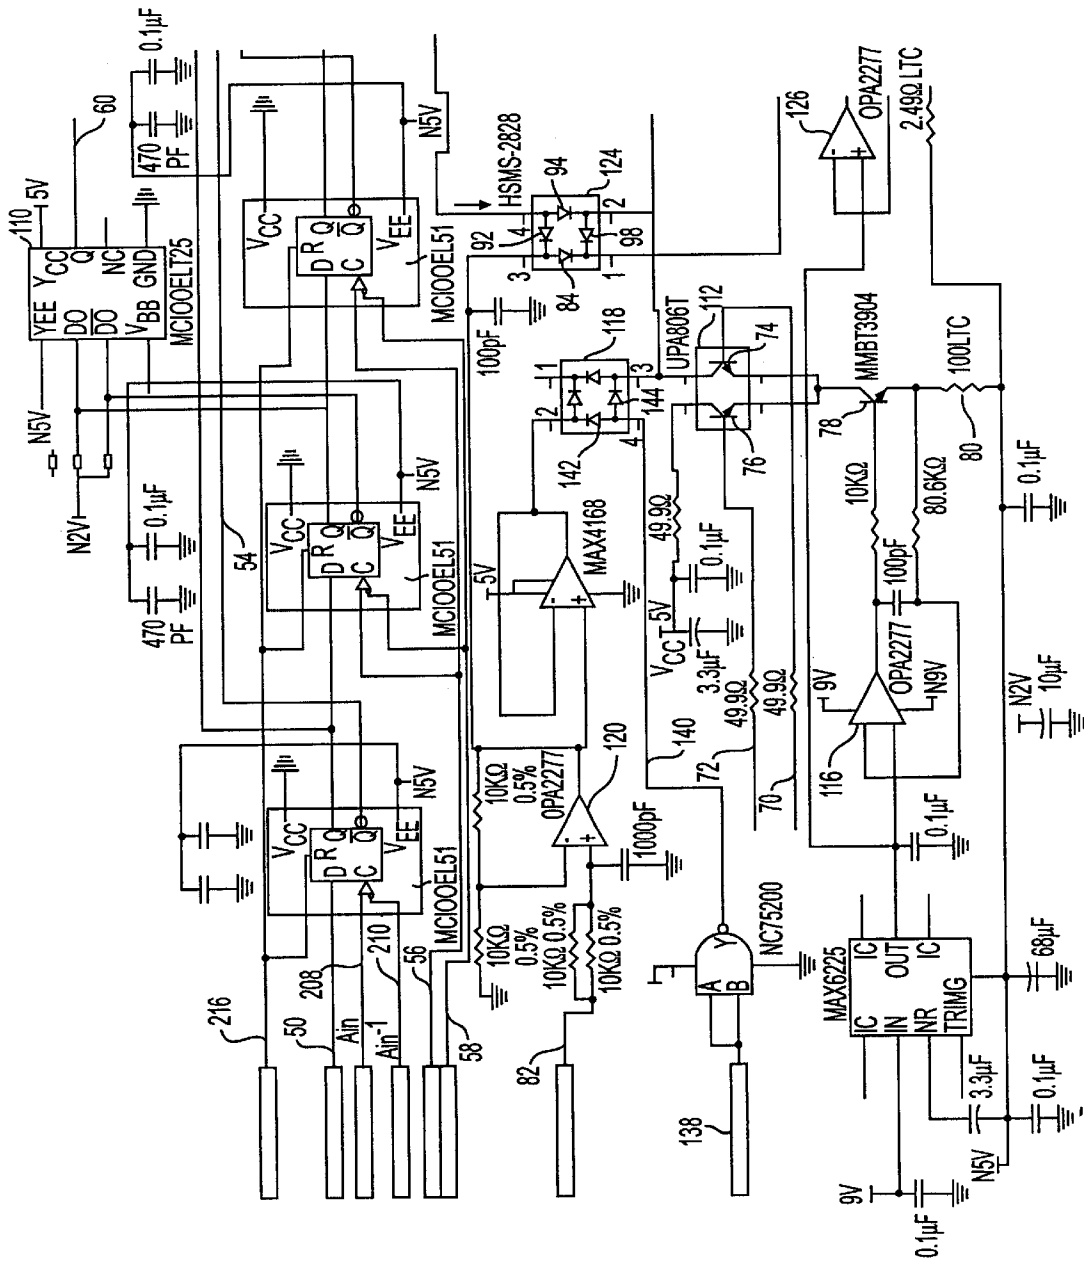 110
5V
YEE YCC
DO Q
DO NC
VBB GND
MC10OELT25
N5V
N2V
60
470
PF
0.1µF
470
PF
0.1µF
54
VCC
D R Q
C Q
VEE
N5V
MC10OEL51
VCC
D R Q
C Q
VEE
N5V
MC10OEL51
VCC
D R Q
C Q
VEE
N5V
MC10OEL51
216
50
208
Ain
210
Ain-1
56
58
HSMS-2828
92
94
124
4
2
3
1
84
98
100pF
118
1
2
3
4
142
144
5V
MAX4168
10KΩ
0.5%
10KΩ
0.5%
OPA2277
120
10KΩ 0.5%
10KΩ 0.5%
1000pF
82
UPA806T
112
74
76
49.9Ω
5V
VCC
0.1µF
3.3µF
49.9Ω
49.9Ω
72
70
140
A
B
Y
NC75200
138
126
OPA2277
2.49Ω LTC
MMBT3904
78
100LTC
80
10KΩ
80.6KΩ
100pF
9V
OPA2277
N9V
116
0.1µF
0.1µF
N2V
10µF
MAX6225
IC IC
IN OUT
NR IC
TRIMG
68µF
3.3µF
0.1µF
9V
0.1µF
N5V